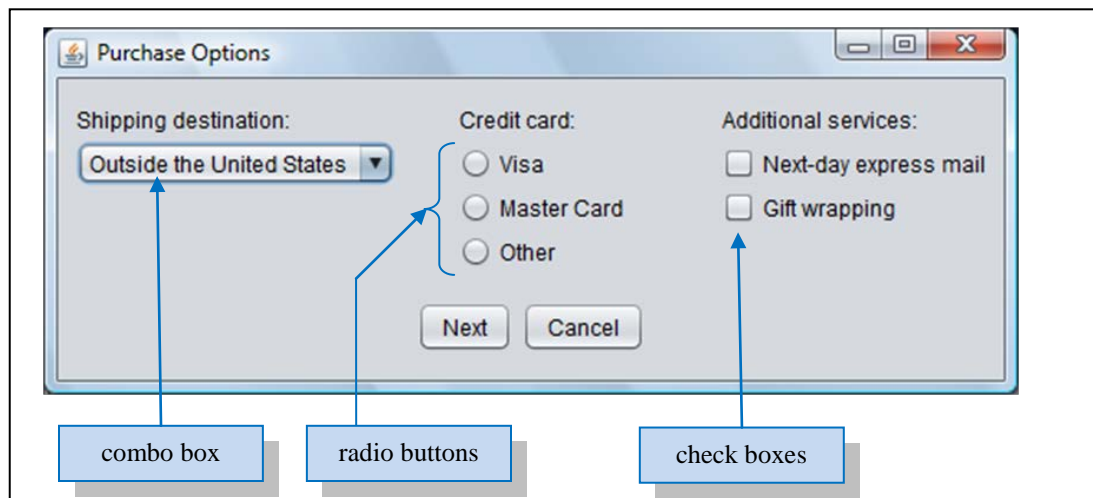 Purchase Options
Shipping destination:
Outside the United States
Credit card:
Visa
Master Card
Other
Additional services:
Next-day express mail
Gift wrapping
Next
Cancel
combo box
radio buttons
check boxes